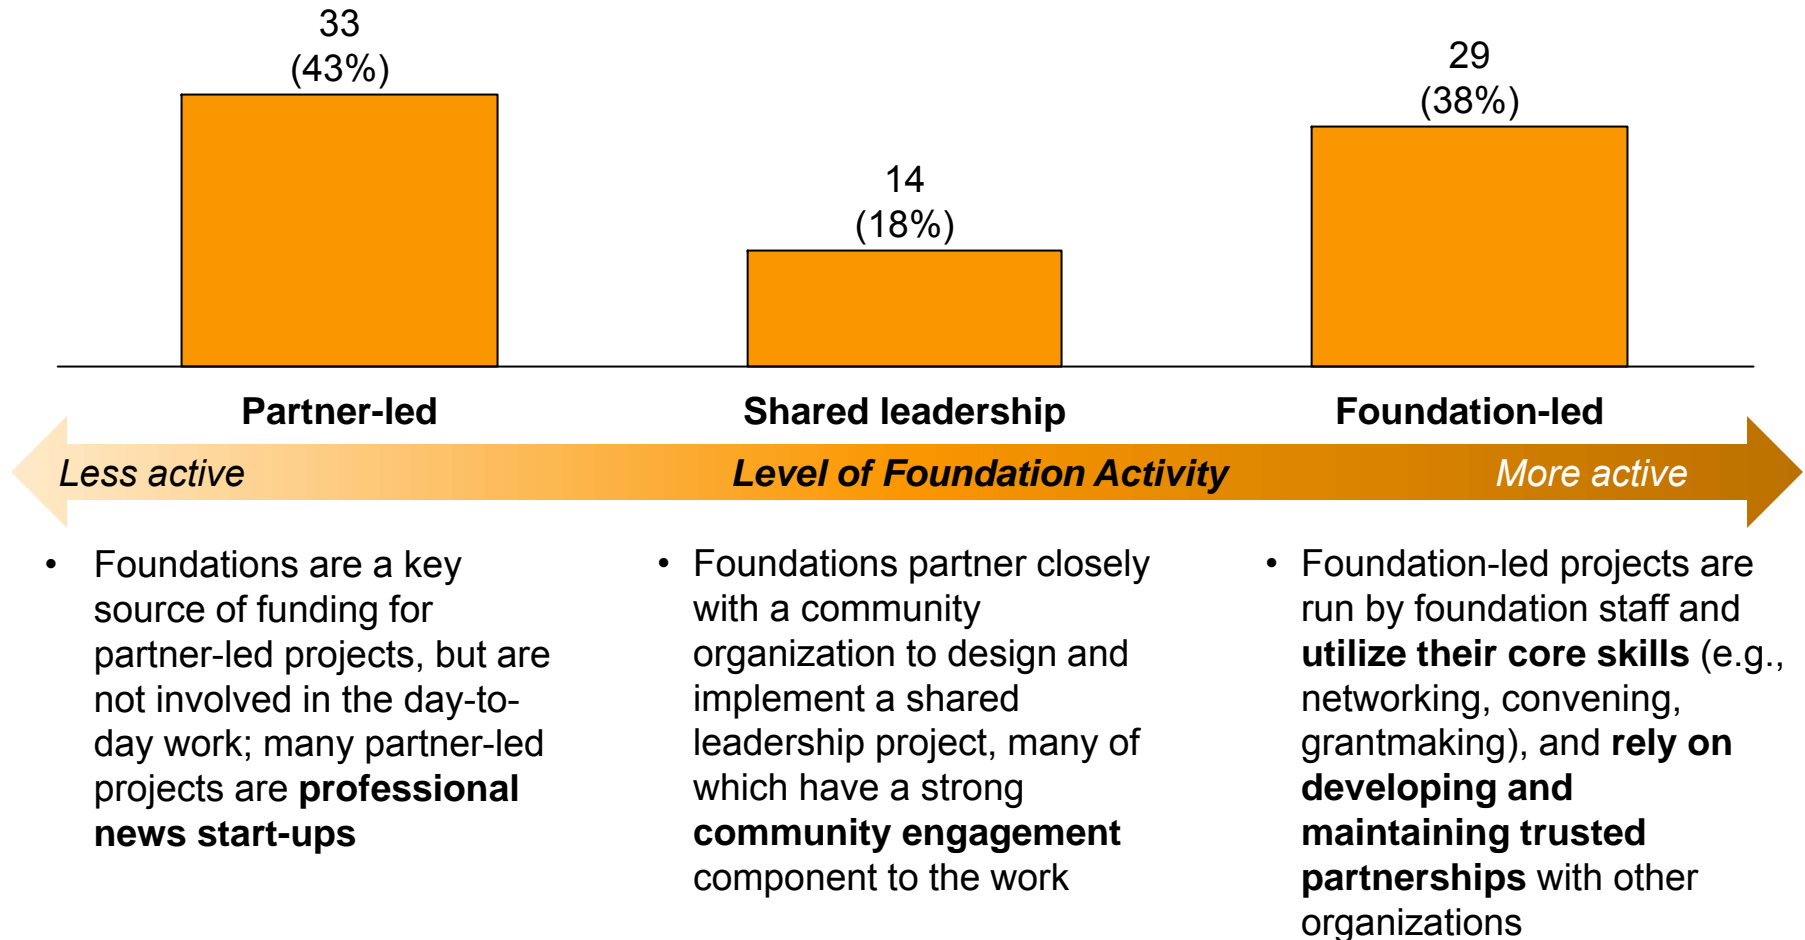 33
(43%)
14
(18%)
29
(38%)
Partner-led
Shared leadership
Foundation-led
Less active
Level of Foundation Activity
More active
• Foundations are a key
source of funding for
partner-led projects, but are
not involved in the day-to-
day work; many partner-led
projects are professional
news start-ups
• Foundations partner closely
with a community
organization to design and
implement a shared
leadership project, many of
which have a strong
community engagement
component to the work
• Foundation-led projects are
run by foundation staff and
utilize their core skills (e.g.,
networking, convening,
grantmaking), and rely on
developing and
maintaining trusted
partnerships with other
organizations